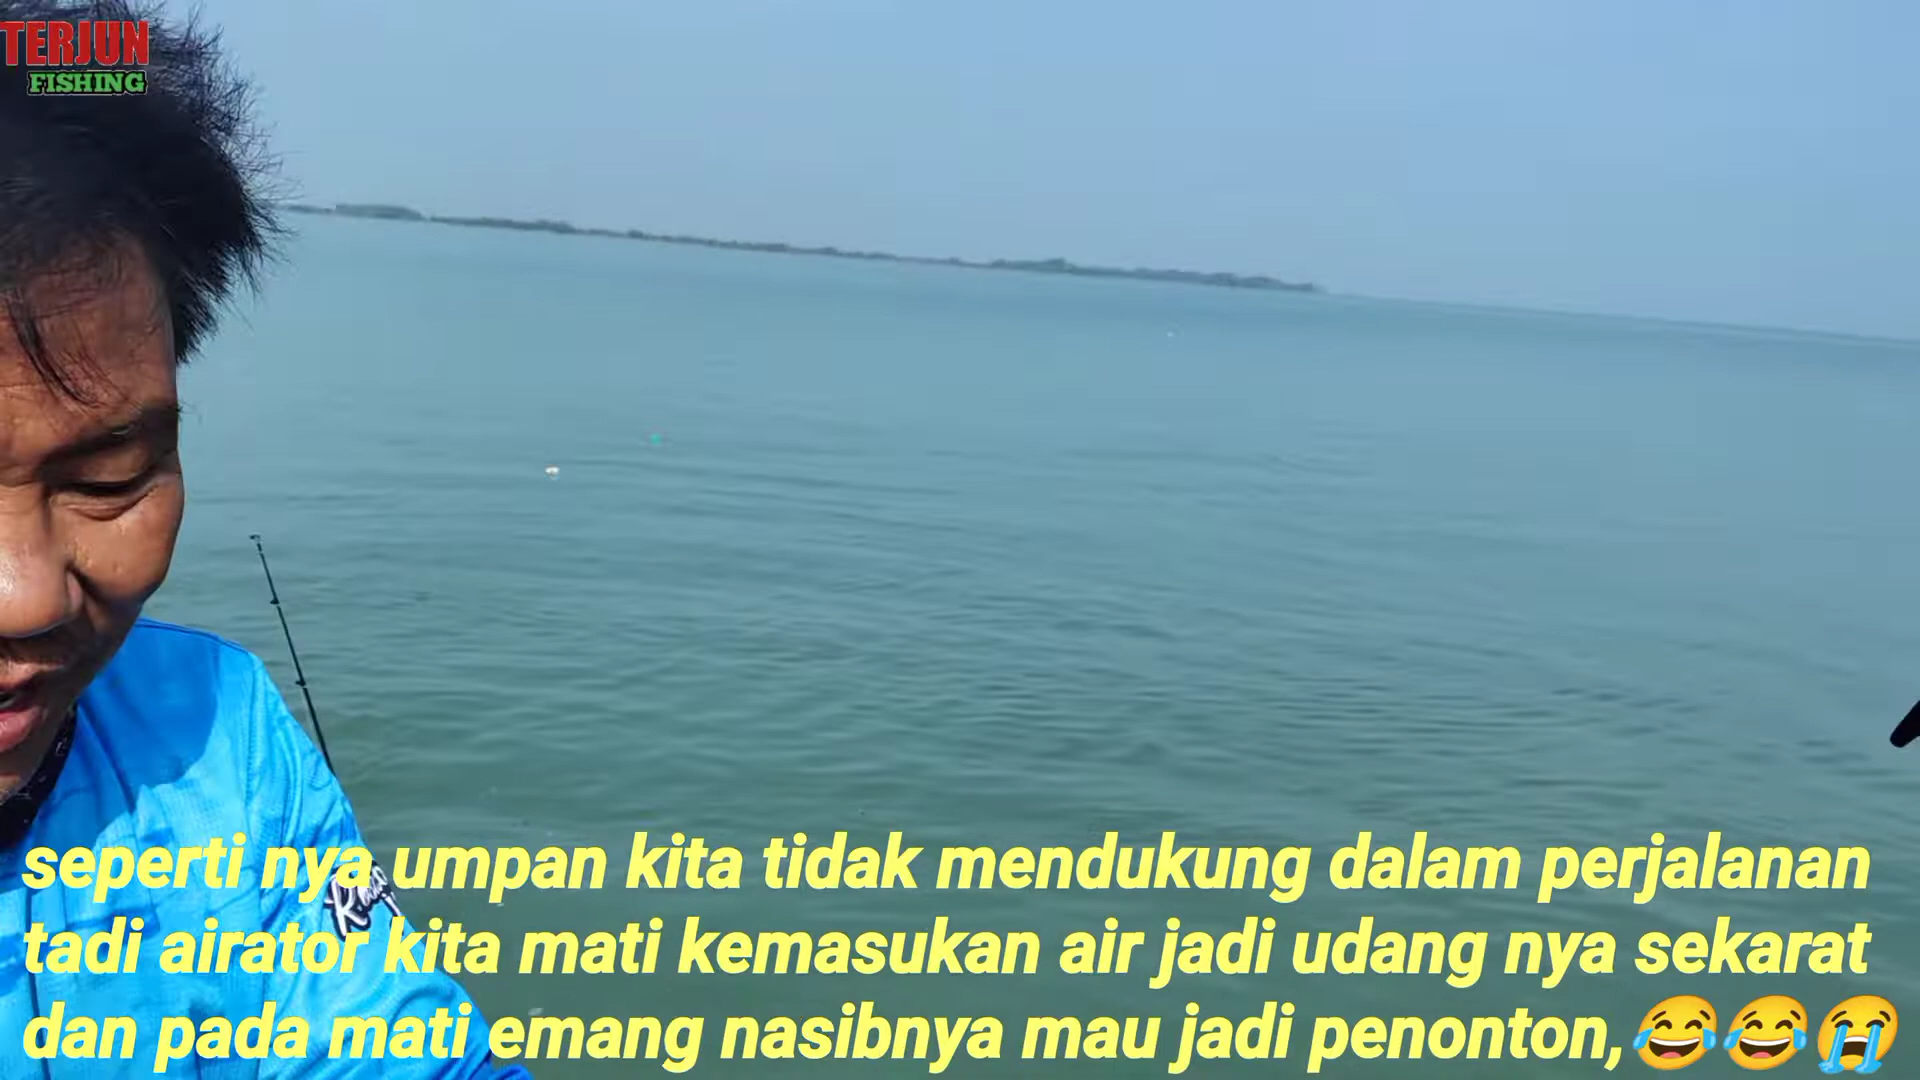 TERJUN
FISHING
seperti nya umpan kita tidak mendukung dalam perjalanan
tadi airator kita mati kemasukan air jadi udang nya sekarat
dan pada mati emang nasibnya mau jadi penonton,😂😂😭